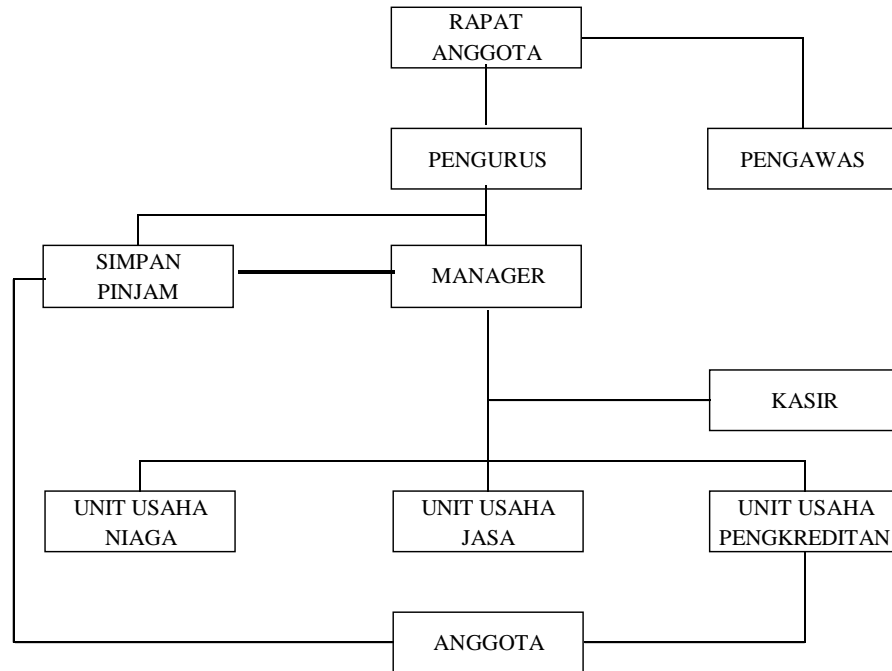 RAPAT
ANGGOTA
PENGURUS
PENGAWAS
SIMPAN
PINJAM
MANAGER
KASIR
UNIT USAHA
NIAGA
UNIT USAHA
JASA
UNIT USAHA
PENGKREDITAN
ANGGOTA